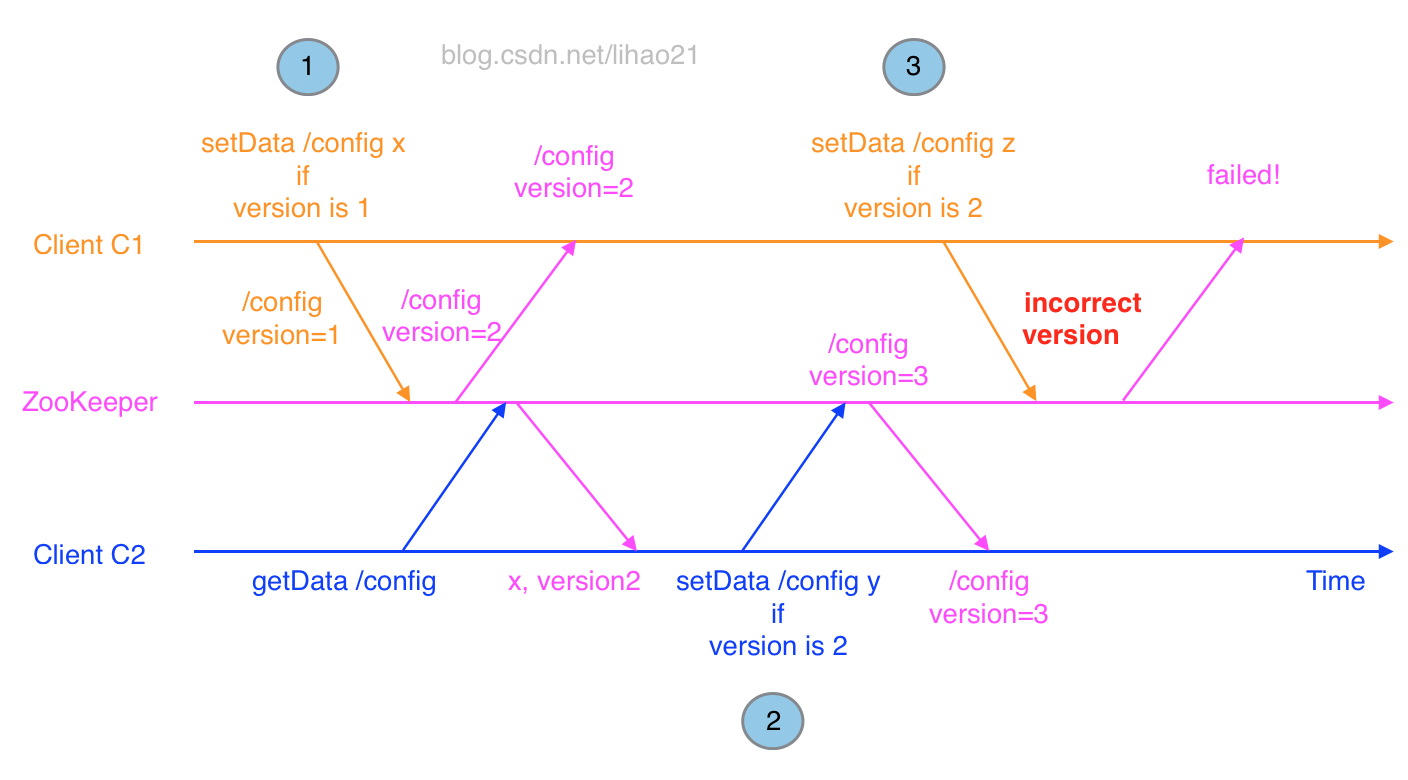 1
blog.csdn.net/lihao21
3
setData /config x
if
version is 1
/config
version=2
setData /config z
if
version is 2
failed!
Client C1
/config
version=1
/config
version=2
incorrect
version
/config
version=3
ZooKeeper
Client C2
getData /config
x, version2
setData /config y
if
version is 2
/config
version=3
Time
2